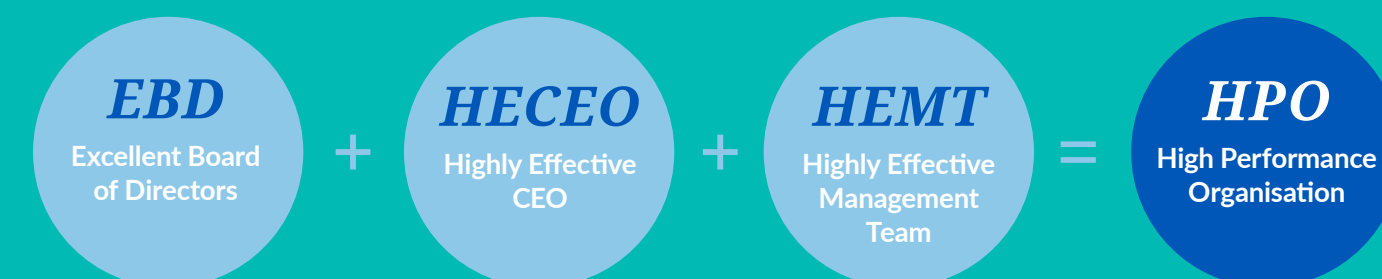 EBD
Excellent Board
of Directors
+
HECEO
Highly Effective
CEO
+
HEMT
Highly Effective
Management
Team
=
HPO
High Performance
Organisation